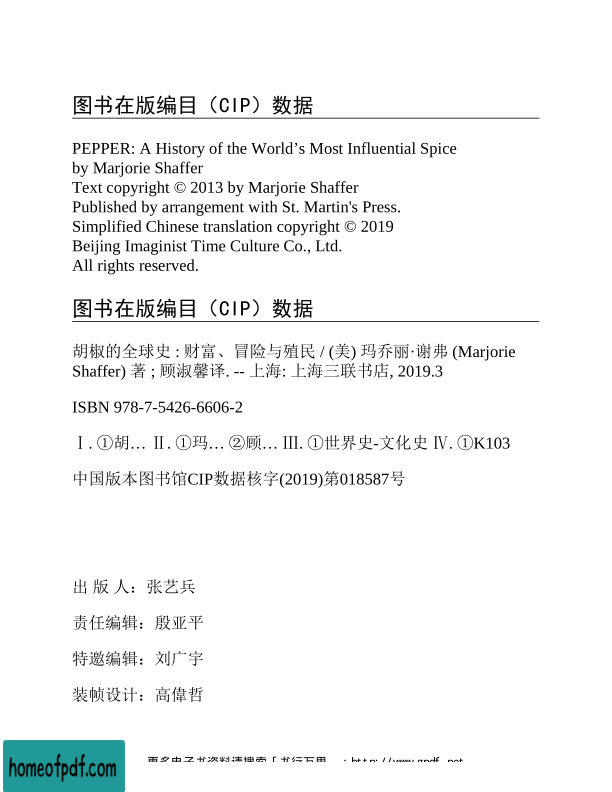 图书在版编目（CIP）数据
PEPPER: A History of the World’s Most Influential Spice
by Marjorie Shaffer
Text copyright © 2013 by Marjorie Shaffer
Published by arrangement with St. Martin's Press.
Simplified Chinese translation copyright © 2019
Beijing Imaginist Time Culture Co., Ltd.
All rights reserved.
图书在版编目（CIP）数据
胡椒的全球史 : 财富、冒险与殖民 / (美) 玛乔丽·谢弗 (Marjorie
Shaffer) 著 ; 顾淑馨译. -- 上海: 上海三联书店, 2019.3
ISBN 978-7-5426-6606-2
Ⅰ. ①胡… Ⅱ. ①玛… ②顾… Ⅲ. ①世界史-文化史 Ⅳ. ①K103
中国版本图书馆CIP数据核字(2019)第018587号
出 版 人：张艺兵
责任编辑：殷亚平
特邀编辑：刘广宇
装帧设计：高偉哲
homeofpdf.com
更多电子书资料请搜索「书行万里